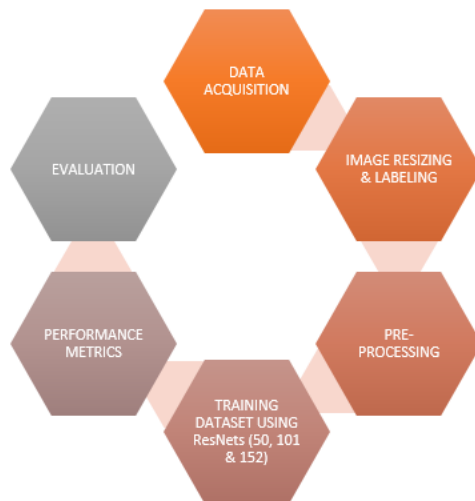 DATA
ACQUISITION
IMAGE RESIZING
& LABELING
PRE-
PROCESSING
TRAINING
DATASET USING
ResNets (50, 101
& 152)
PERFORMANCE
METRICS
EVALUATION